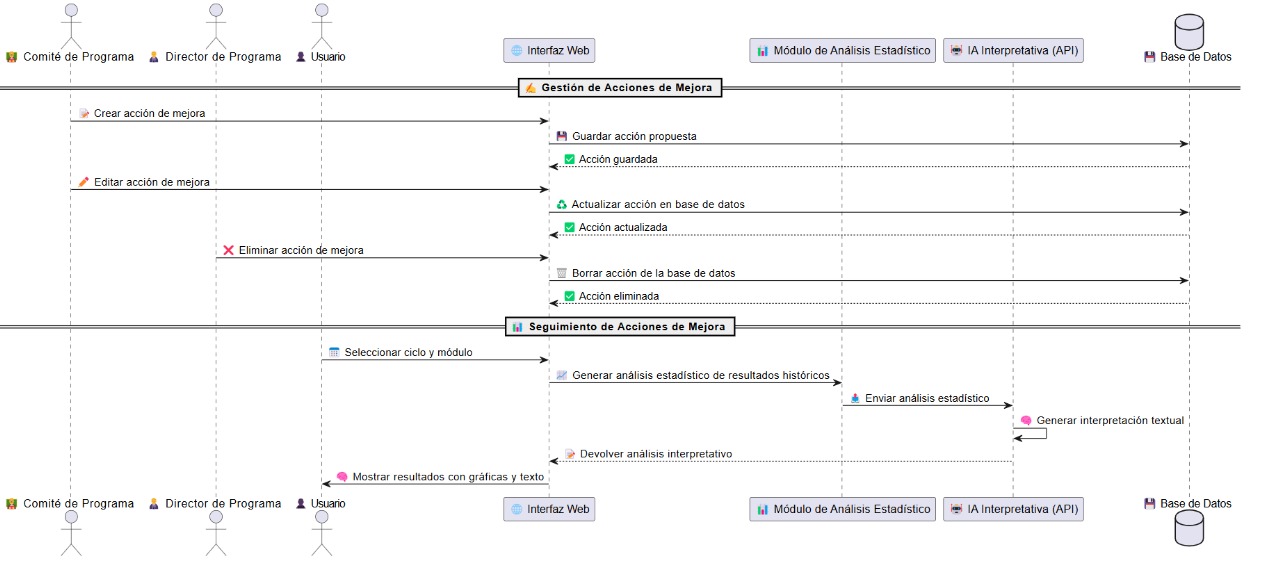 Comité de Programa
Director de Programa
Usuario
Interfaz Web
Módulo de Análisis Estadístico
IA Interpretativa (API)
Base de Datos
Gestión de Acciones de Mejora
Crear acción de mejora
Guardar acción propuesta
Acción guardada
Editar acción de mejora
Actualizar acción en base de datos
Acción actualizada
Eliminar acción de mejora
Borrar acción de la base de datos
Acción eliminada
Seguimiento de Acciones de Mejora
Seleccionar ciclo y módulo
Generar análisis estadístico de resultados históricos
Enviar análisis estadístico
Generar interpretación textual
Devolver análisis interpretativo
Mostrar resultados con gráficas y texto
Comité de Programa
Director de Programa
Usuario
Interfaz Web
Módulo de Análisis Estadístico
IA Interpretativa (API)
Base de Datos